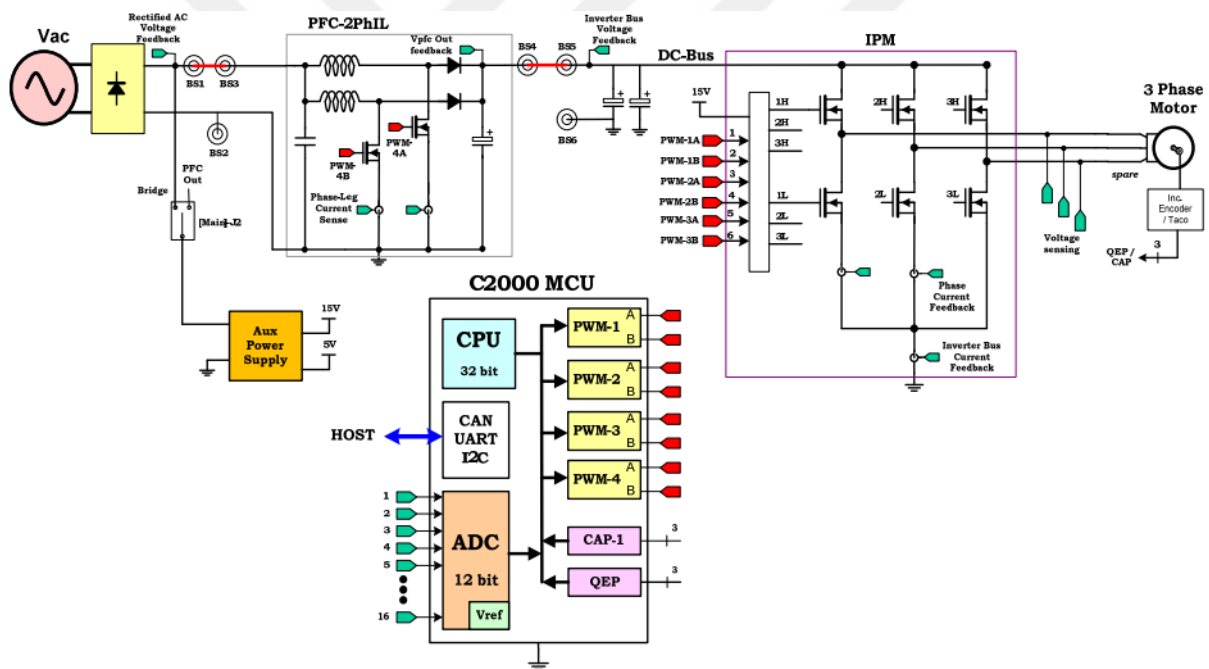 Rectified AC
Voltage
Feedback
Vac
BS1
BS3
BS2
PFC-2PhIL
Vpfc Out
feedback
PWM-
4A
PWM-
4B
Phase-Leg
Current
Sense
BS4
BS5
BS6
Inverter Bus
Voltage
Feedback
DC-Bus
IPM
15V
PWM-1A
1
PWM-1B
2
PWM-2A
3
PWM-2B
4
PWM-3A
5
PWM-3B
6
1H
2H
3H
1L
2L
3L
2H
3H
2L
3L
Phase
Current
Feedback
Inverter Bus
Current
Feedback
3 Phase
Motor
spare
Voltage
sensing
Inc.
Encoder
/ Taco
QEP /
CAP
3
PFC
Out
Bridge
[Main]-J2
Aux
Power
Supply
15V
5V
C2000 MCU
CPU
32 bit
CAN
UART
I2C
HOST
ADC
12 bit
Vref
1
2
3
4
5
16
PWM-1
A
B
PWM-2
A
B
PWM-3
A
B
PWM-4
A
B
CAP-1
3
QEP
3